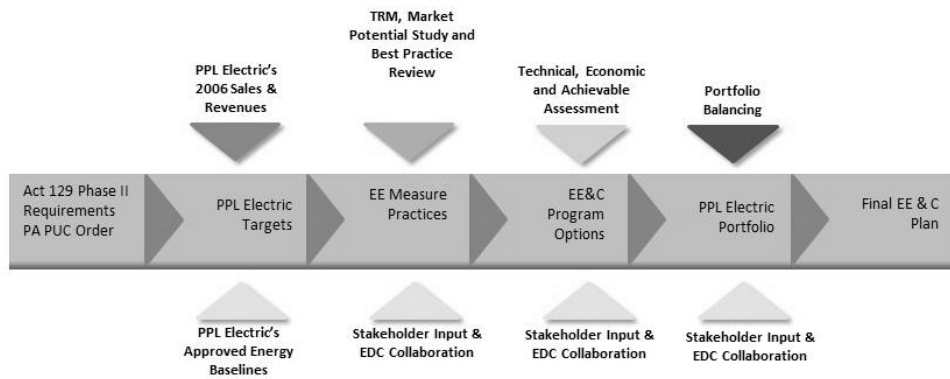 TRM, Market
Potential Study and
Best Practice
Review
PPL Electric's
2006 Sales &
Revenues
Technical, Economic
and Achievable
Assessment
Portfolio
Balancing
Act 129 Phase II
Requirements
PA PUC Order
PPL Electric
Targets
EE Measure
Practices
EE&C
Program
Options
PPL Electric
Portfolio
Final EE & C
Plan
PPL Electric's
Approved Energy
Baselines
Stakeholder Input &
EDC Collaboration
Stakeholder Input &
EDC Collaboration
Stakeholder Input &
EDC Collaboration